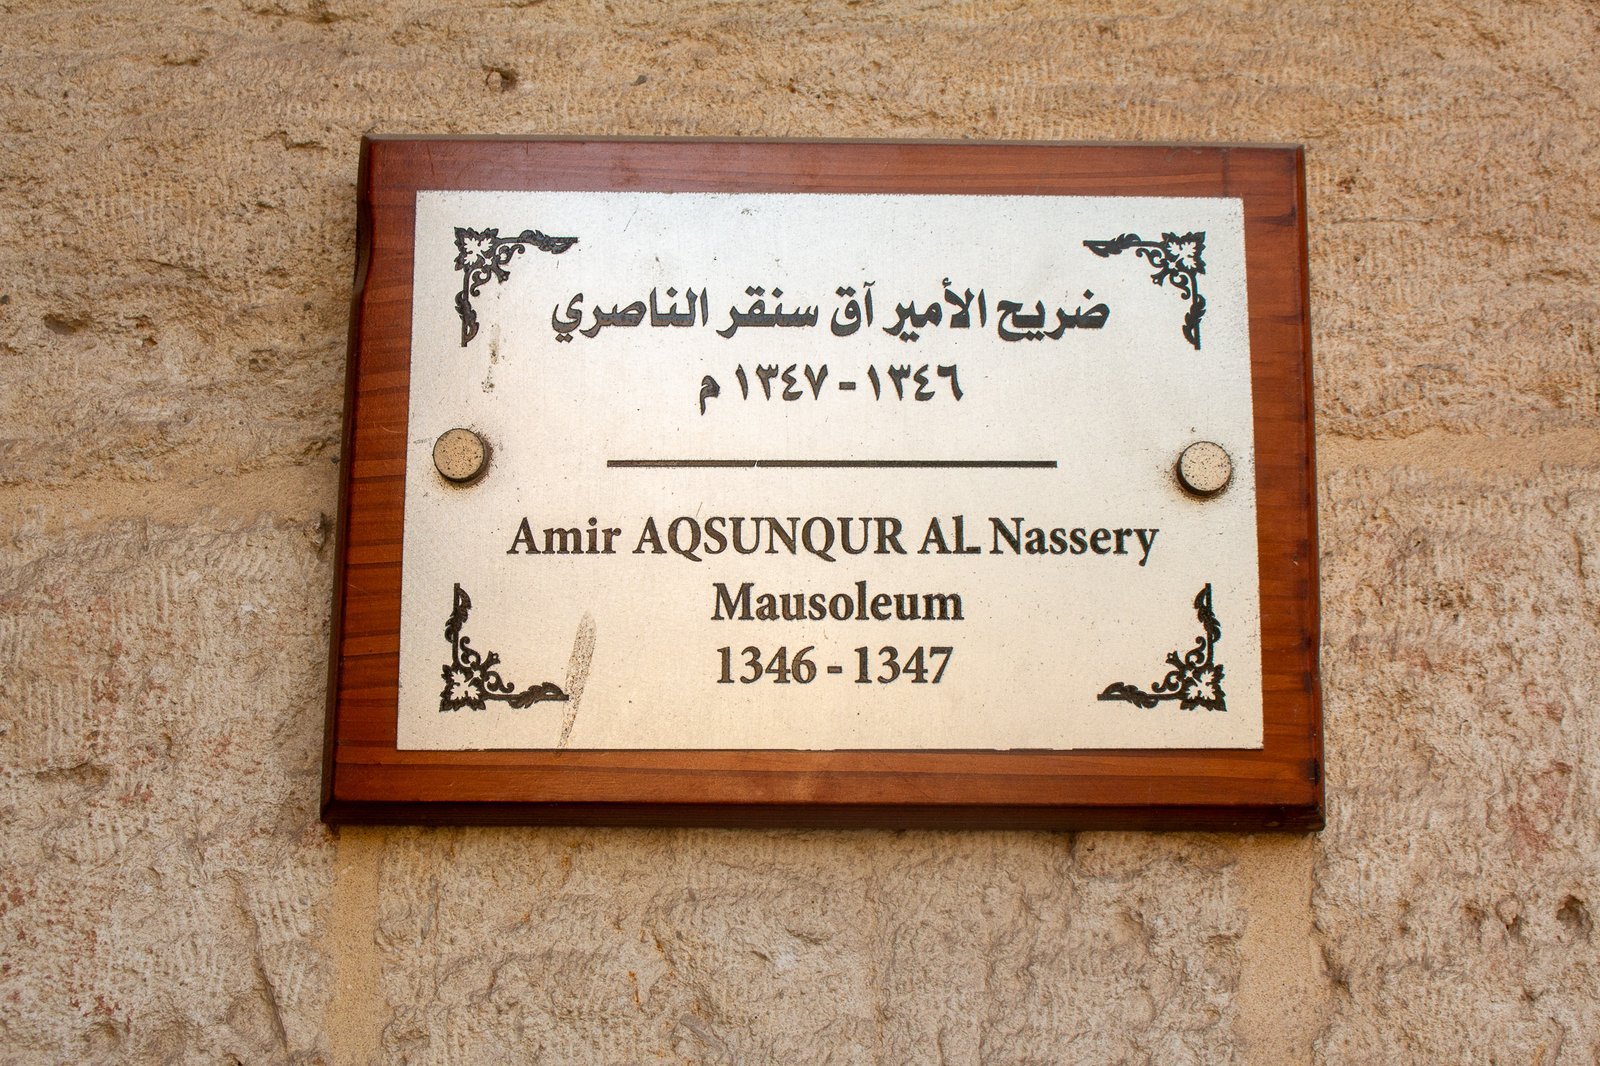 ضريح الأمير آق سنقر الناصري
١٣٤٦ - ١٣٤٧ م
Amir AQSUNQUR AL Nassery
Mausoleum
1346 - 1347